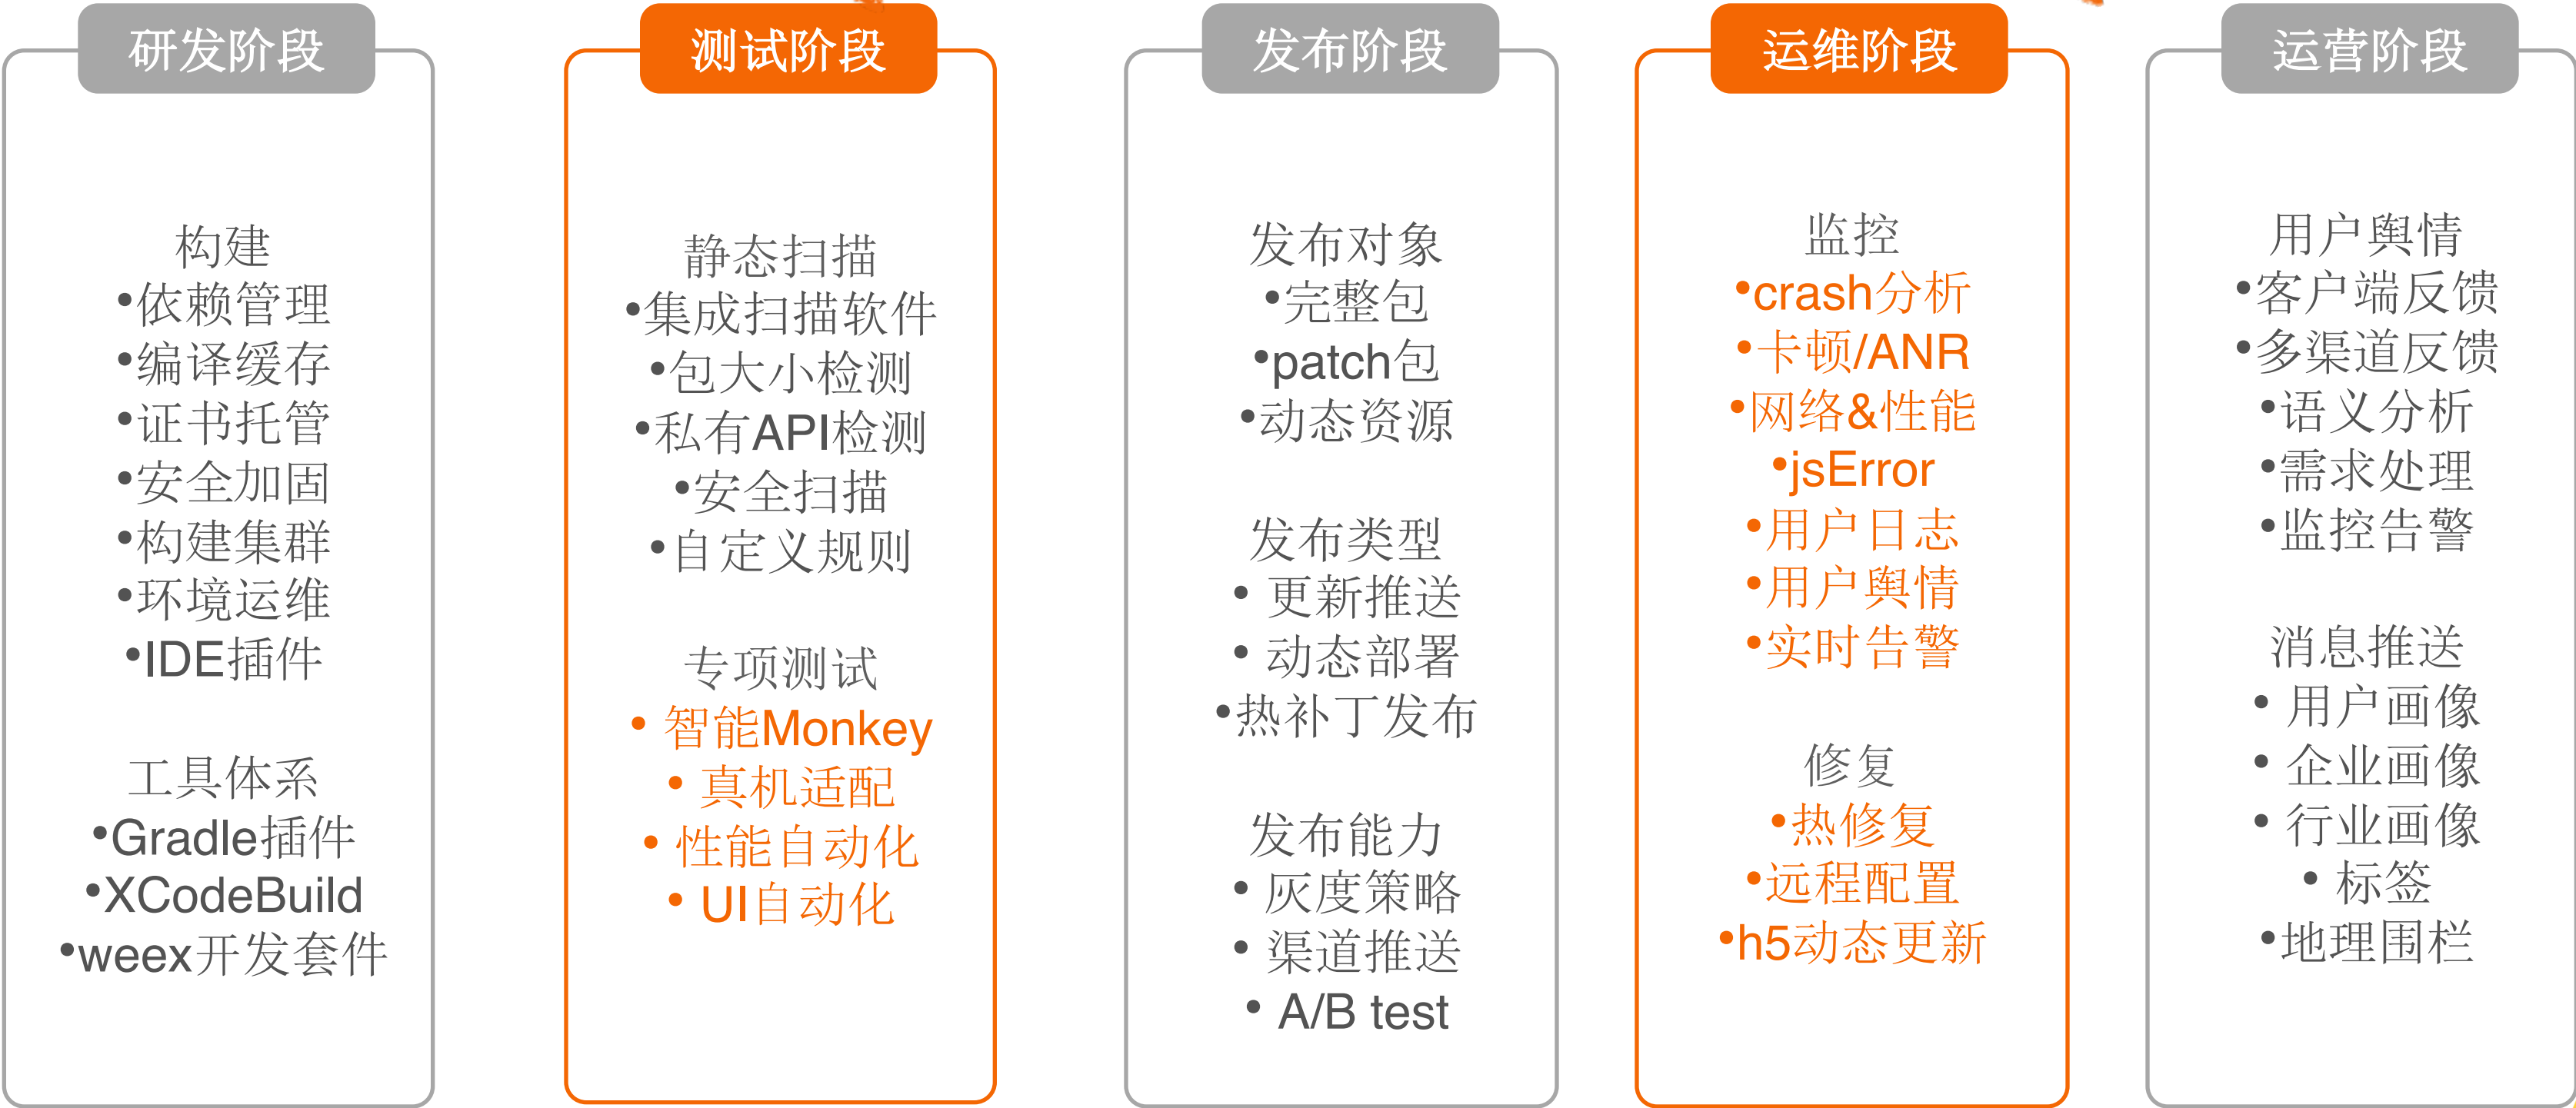 研发阶段
构建
•依赖管理
•编译缓存
•证书托管
•安全加固
•构建集群
•环境运维
•IDE插件
工具体系
•Gradle插件
•XCodeBuild
•weex开发套件
测试阶段
静态扫描
•集成扫描软件
•包大小检测
•私有API检测
•安全扫描
•自定义规则
专项测试
• 智能Monkey
• 真机适配
• 性能自动化
• UI自动化
发布阶段
发布对象
•完整包
•patch包
•动态资源
发布类型
• 更新推送
• 动态部署
•热补丁发布
发布能力
• 灰度策略
• 渠道推送
• A/B test
运维阶段
监控
•crash分析
•卡顿/ANR
•网络&性能
•jsError
•用户日志
•用户舆情
•实时告警
修复
•热修复
•远程配置
•h5动态更新
运营阶段
用户舆情
•客户端反馈
•多渠道反馈
•语义分析
•需求处理
•监控告警
消息推送
• 用户画像
• 企业画像
• 行业画像
• 标签
•地理围栏